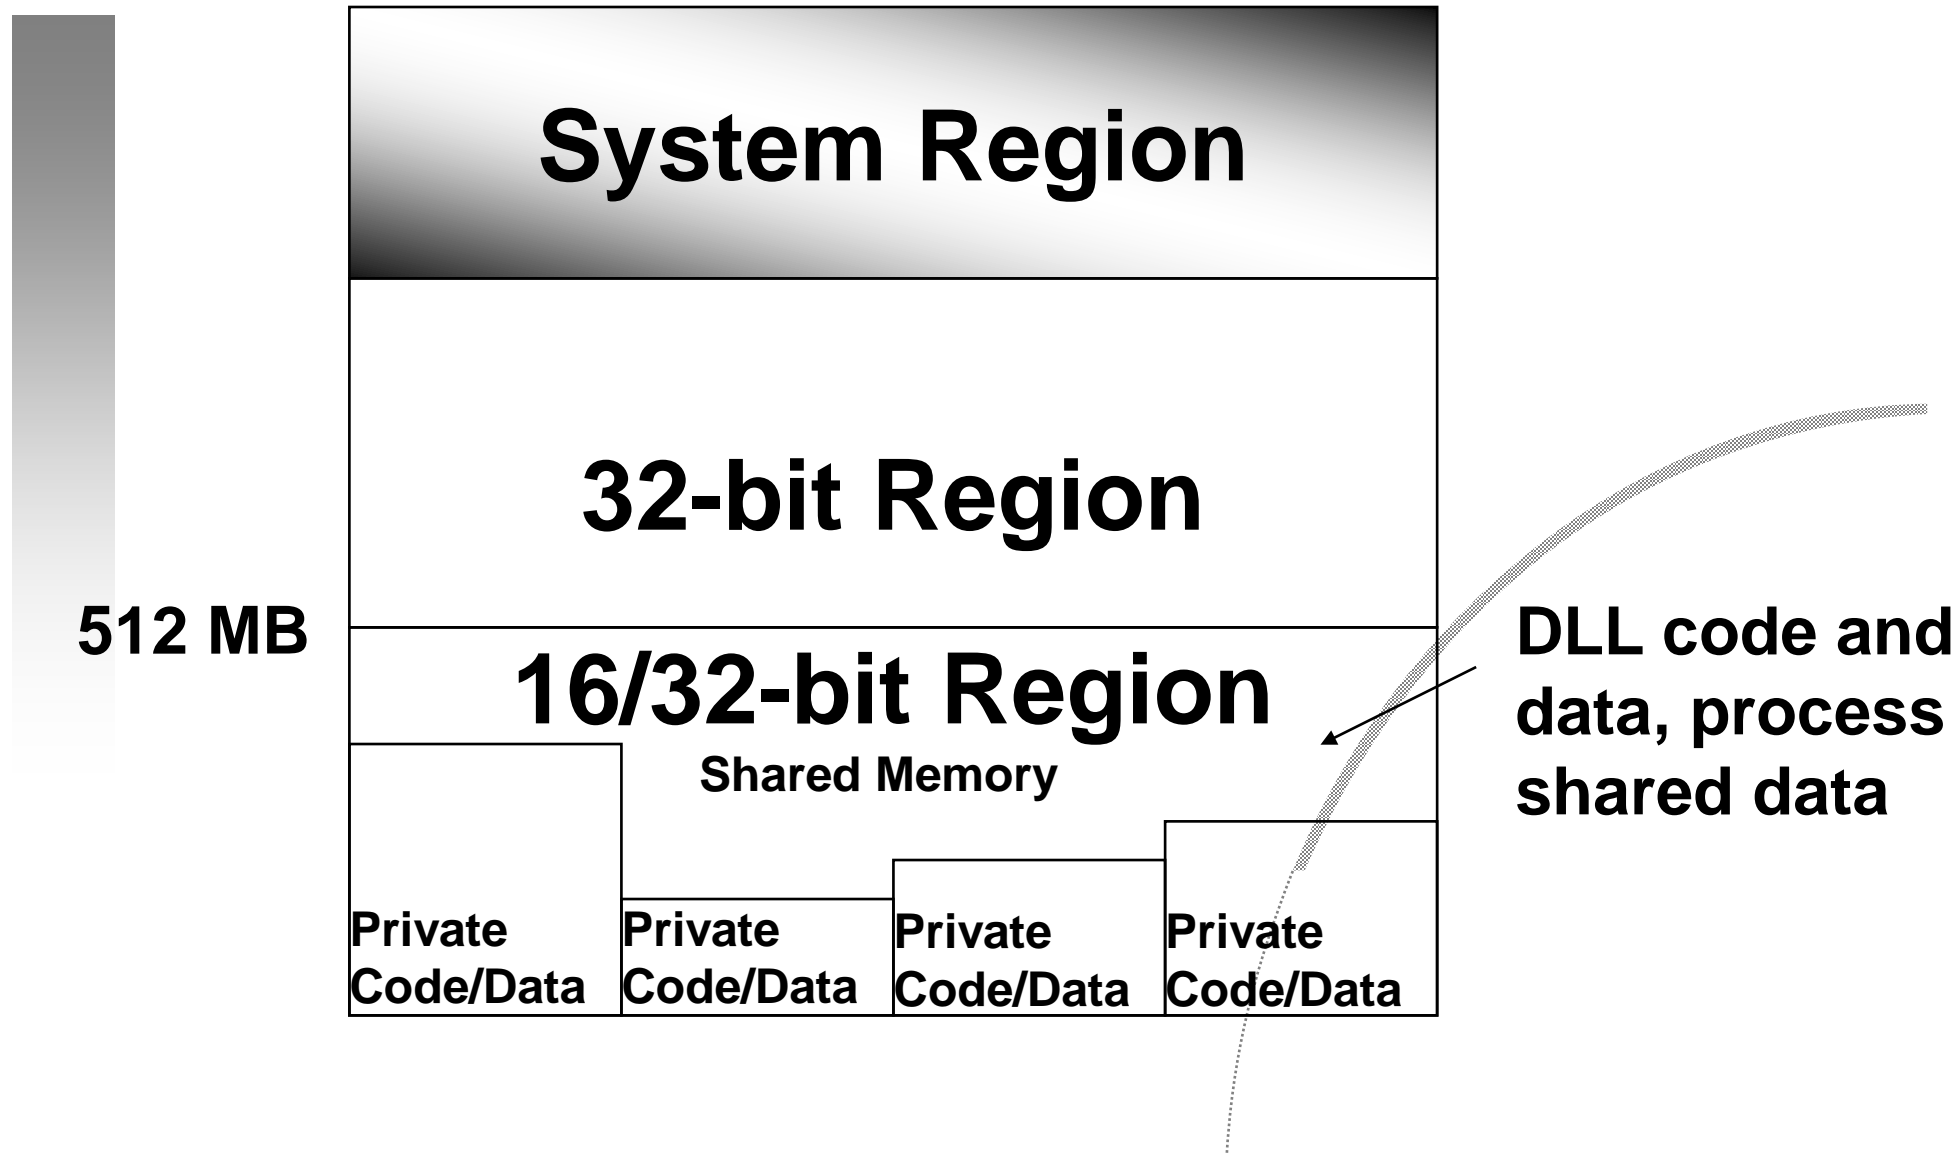 System Region
32-bit Region
512 MB
16/32-bit Region
Shared Memory
DLL code and
data, process
shared data
Private
Code/Data
Private
Code/Data
Private
Code/Data
Private
Code/Data